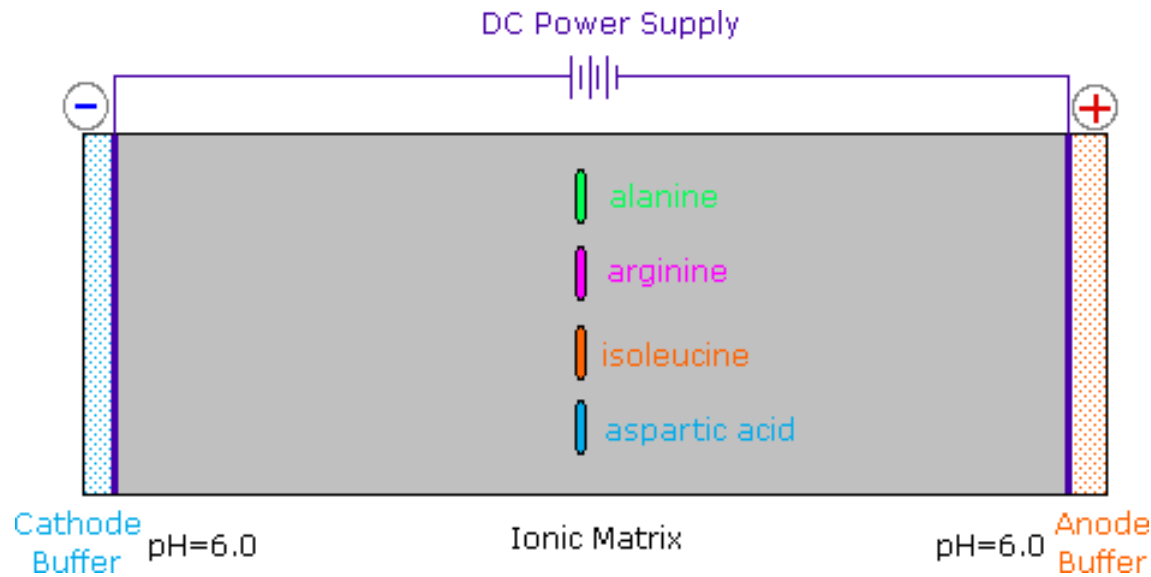 DC Power Supply
−
+
alanine
arginine
isoleucine
aspartic acid
Cathode
Buffer
pH=6.0
Ionic Matrix
pH=6.0
Anode
Buffer